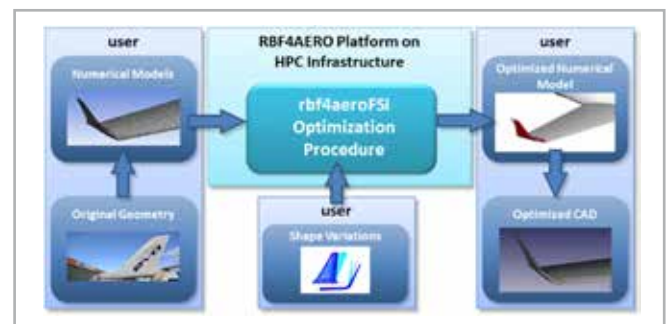 user
Numerical Models
Original Geometry
RBF4AERO Platform on
HPC Infrastructure
rbf4aeroFSI
Optimization
Procedure
user
Shape Variations
user
Optimized Numerical
Model
Optimized CAD